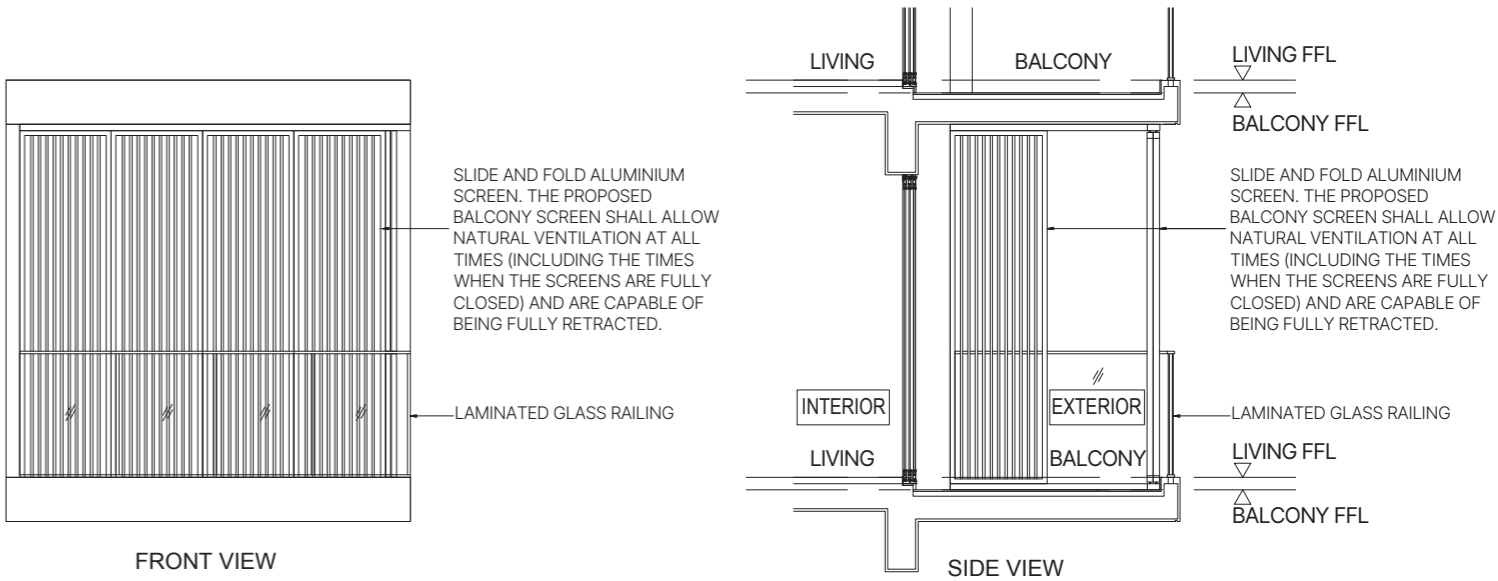 SLIDE AND FOLD ALUMINIUM
SCREEN. THE PROPOSED
BALCONY SCREEN SHALL ALLOW
NATURAL VENTILATION AT ALL
TIMES (INCLUDING THE TIMES
WHEN THE SCREENS ARE FULLY
CLOSED) AND ARE CAPABLE OF
BEING FULLY RETRACTED.
LAMINATED GLASS RAILING
FRONT VIEW
LIVING
BALCONY
LIVING FFL
BALCONY FFL
SLIDE AND FOLD ALUMINIUM
SCREEN. THE PROPOSED
BALCONY SCREEN SHALL ALLOW
NATURAL VENTILATION AT ALL
TIMES (INCLUDING THE TIMES
WHEN THE SCREENS ARE FULLY
CLOSED) AND ARE CAPABLE OF
BEING FULLY RETRACTED.
INTERIOR
EXTERIOR
LAMINATED GLASS RAILING
LIVING
BALCONY
LIVING FFL
BALCONY FFL
SIDE VIEW